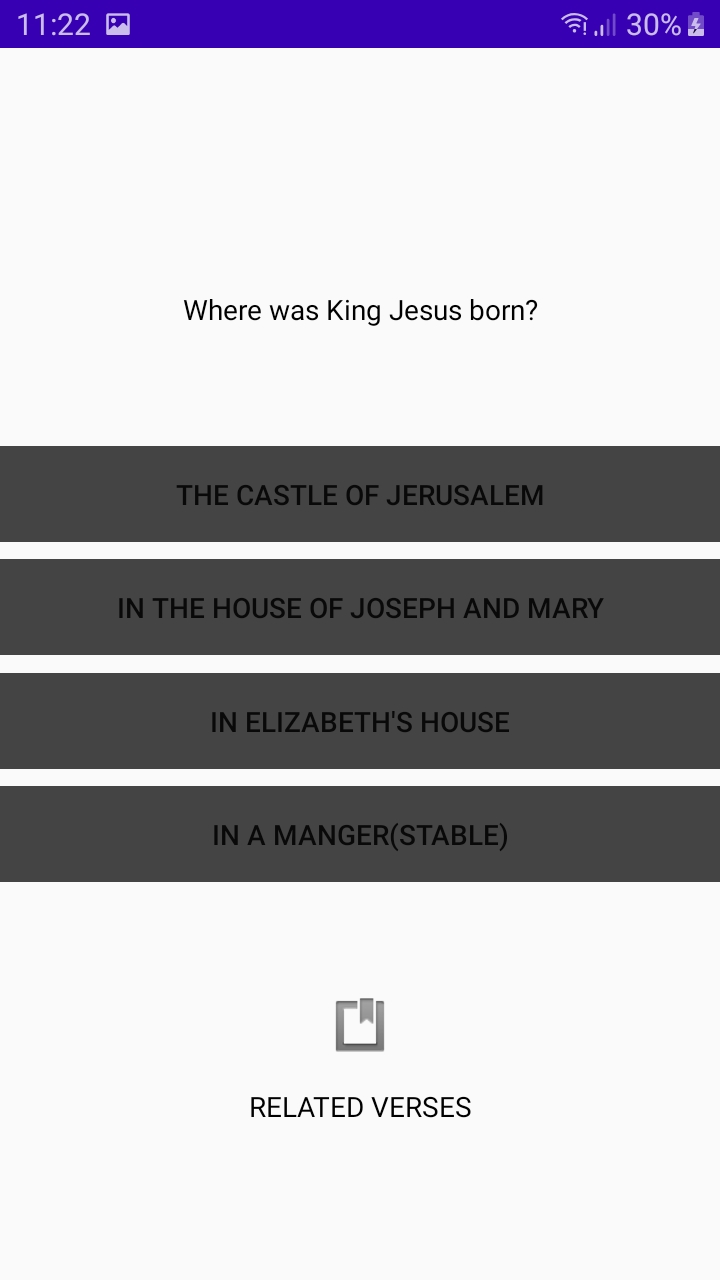 11:22 30%
Where was King Jesus born?
THE CASTLE OF JERUSALEM
IN THE HOUSE OF JOSEPH AND MARY
IN ELIZABETH'S HOUSE
IN A MANGER(STABLE)
RELATED VERSES